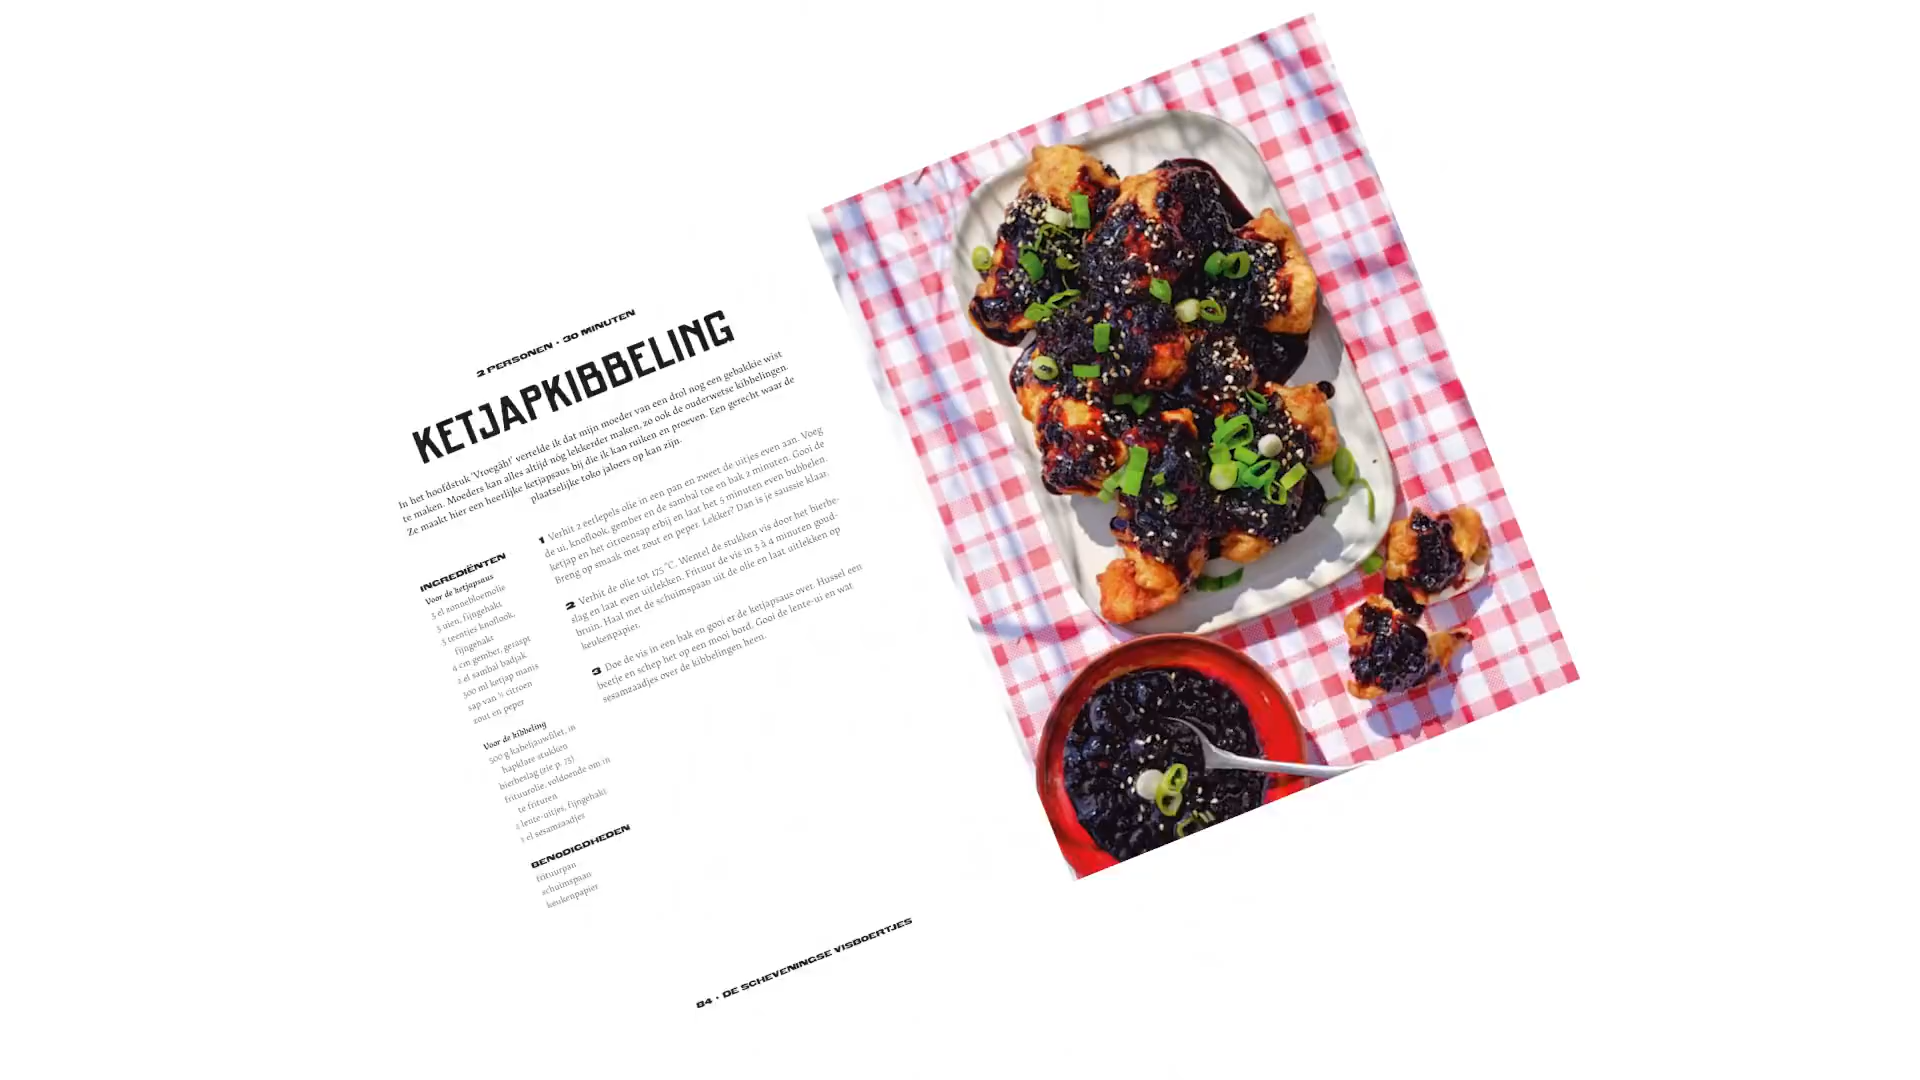 2 PERSONEN · 30 MINUTEN
KETJAPKIBBELING
In het hoofdstuk 'Vroegâh!' vertelde ik dat mijn moeder van een drol nog een gebakkie wist
te maken. Moeders kan alles altijd nóg lekkerder maken, zo ook de ouderwetse kibbelingen.
Ze maakt hier een heerlijke ketjapsaus bij die ik kan ruiken en proeven. Een gerecht waar de
plaatselijke toko jaloers op kan zijn.
INGREDIËNTEN
Voor de ketjapsaus
5 el zonnebloemolie
3 uien, fijngehakt
5 teentjes knoflook,
fijngehakt
4 cm gember, geraspt
2 el sambal badjak
500 ml ketjap manis
sap van ½ citroen
zout en peper
Voor de kibbeling
500 g kabeljauwfilet, in
hapklare stukken
bierbeslag (zie p. 75)
frituurolie, voldoende om in
te frituren
2 lente-uitjes, fijngehakt
1 el sesamzaadjes
BENODIGDHEDEN
frituurpan
schuimspaan
keukenpapier
1 Verhit 2 eetlepels olie in een pan en zweet de uitjes even aan. Voeg
de ui, knoflook, gember en de sambal toe en bak 2 minuten. Gooi de
ketjap en het citroensap erbij en laat het 5 minuten even bubbelen.
Breng op smaak met zout en peper. Lekker? Dan is je saussie klaar.
2 Verhit de olie tot 175 °C. Wentel de stukken vis door het bierbe-
slag en laat even uitlekken. Frituur de vis in 3 à 4 minuten goud-
bruin. Haal met de schuimspaan uit de olie en laat uitlekken op
keukenpapier.
3 Doe de vis in een bak en gooi er de ketjapsaus over. Hussel een
beetje en schep het op een mooi bord. Gooi de lente-ui en wat
sesamzaadjes over de kibbelingen heen.
84 · DE SCHEVENINGSE VISBOERTJES